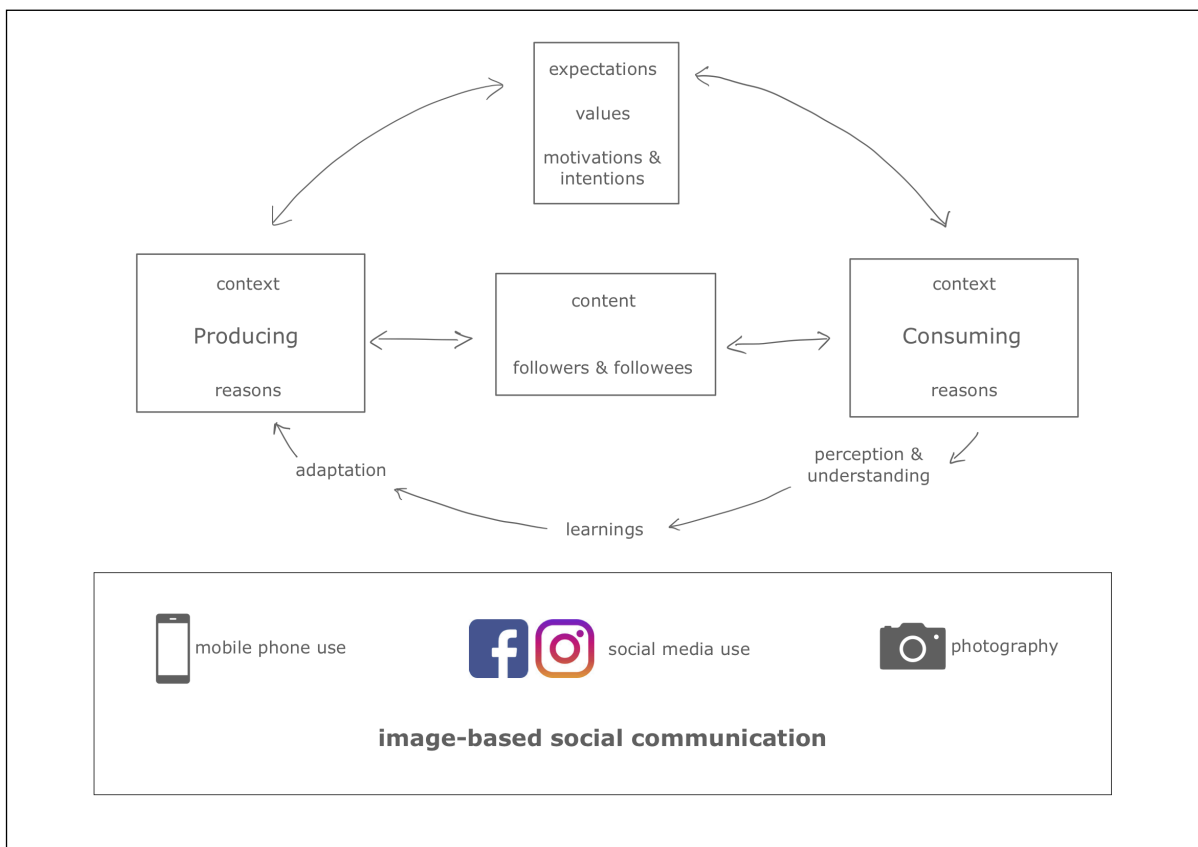 expectations
values
motivations &
intentions
context
Producing
reasons
content
followers & followees
context
Consuming
reasons
adaptation
perception &
understanding
learnings
mobile phone use
social media use
photography
image-based social communication